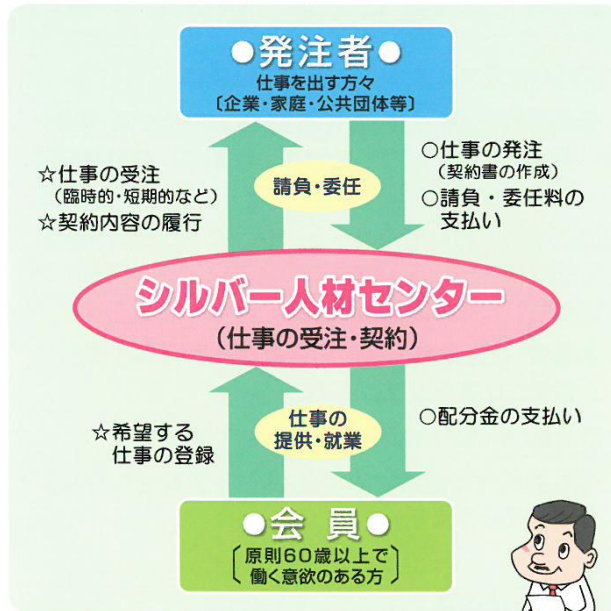 ●発注者●
仕事を出す方々
〔企業・家庭・公共団体等〕
☆仕事の受注
(臨時的・短期的など)
☆契約内容の履行
請負・委任
○仕事の発注
(契約書の作成)
○請負・委任料の
支払い
シルバー人材センター
(仕事の受注・契約)
☆希望する
仕事の登録
仕事の
提供・就業
○配分金の支払い
●会員●
〔原則60歳以上で
働く意欲のある方〕